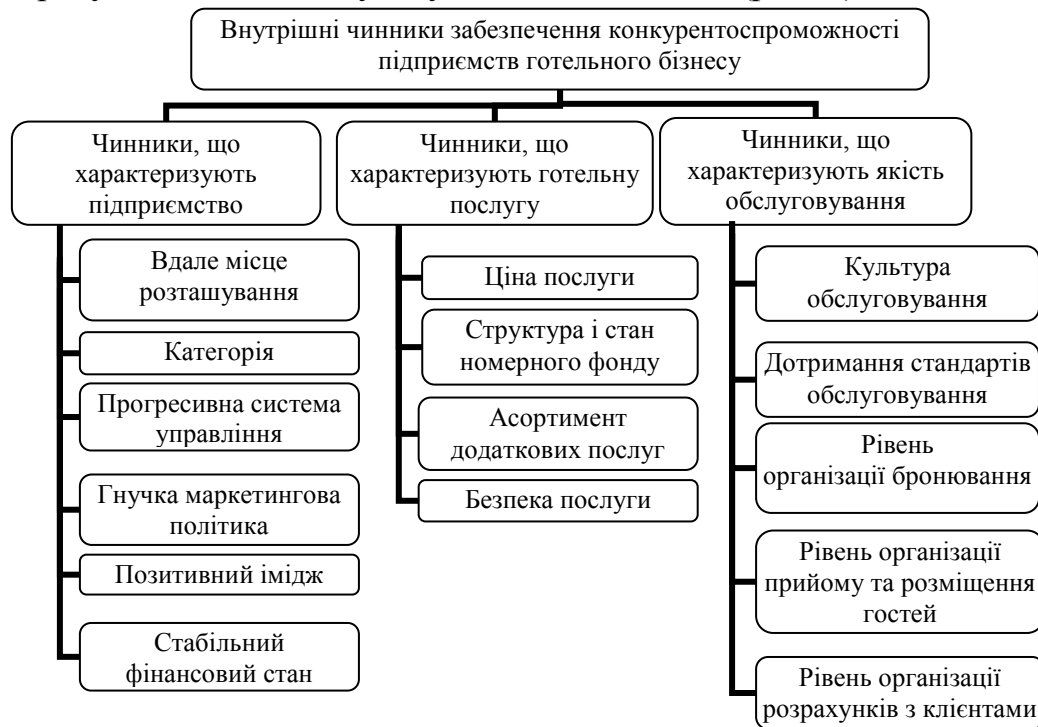 Внутрішні чинники забезпечення конкурентоспроможності
підприємств готельного бізнесу
Чинники, що
характеризують
підприємство
Вдале місце
розташування
Категорія
Прогресивна система
управління
Гнучка маркетингова
політика
Позитивний імідж
Стабільний
фінансовий стан
Чинники, що
характеризують готельну
послугу
Ціна послуги
Структура і стан
номерного фонду
Асортимент
додаткових послуг
Безпека послуги
Чинники, що
характеризують якість
обслуговування
Культура
обслуговування
Дотримання стандартів
обслуговування
Рівень
організації бронювання
Рівень організації
прийому та розміщення
гостей
Рівень організації
розрахунків з клієнтами